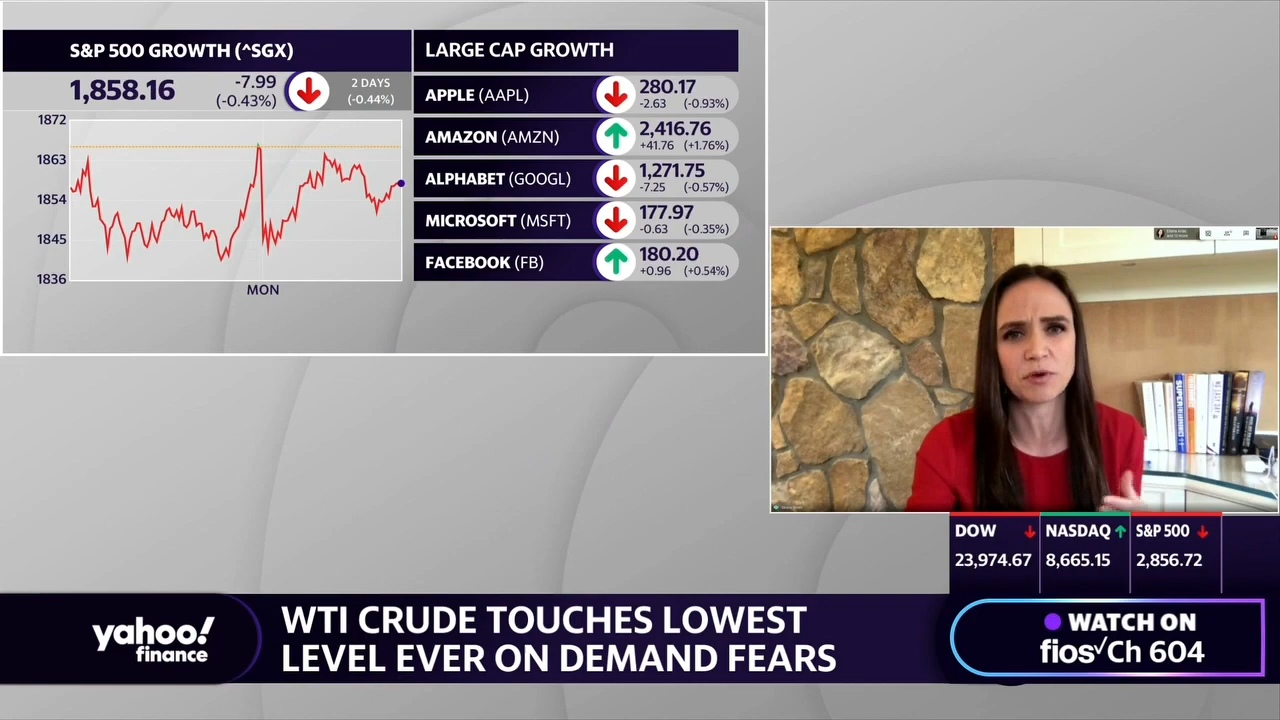 S&P 500 GROWTH (^SGX)
1,858.16
-7.99
(-0.43%)
2 DAYS
(-0.44%)
1872
1863
1854
1845
1836
MON
LARGE CAP GROWTH
APPLE (AAPL)
280.17
-2.63 (-0.93%)
AMAZON (AMZN)
2,416.76
+41.76 (+1.76%)
ALPHABET (GOOGL)
1,271.75
-7.25 (-0.57%)
MICROSOFT (MSFT)
177.97
-0.63 (-0.35%)
FACEBOOK (FB)
180.20
+0.96 (+0.54%)
DOW
23,974.67
NASDAQ
8,665.15
S&P 500
2,856.72
yahoo!
finance
WTI CRUDE TOUCHES LOWEST
LEVEL EVER ON DEMAND FEARS
WATCH ON
fios✓Ch 604